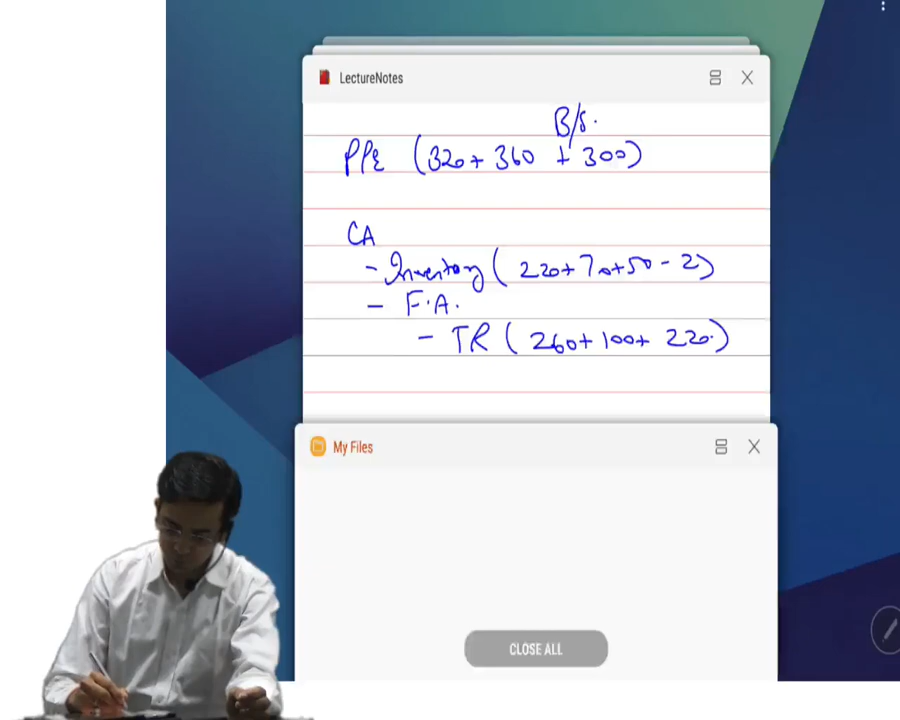 LectureNotes
B/S.
PPE (320+360 + 300)
CA
- Inventory ( 220+70+50 - 2)
- F.A.
- TR ( 260+100+ 220.)
My Files
CLOSE ALL